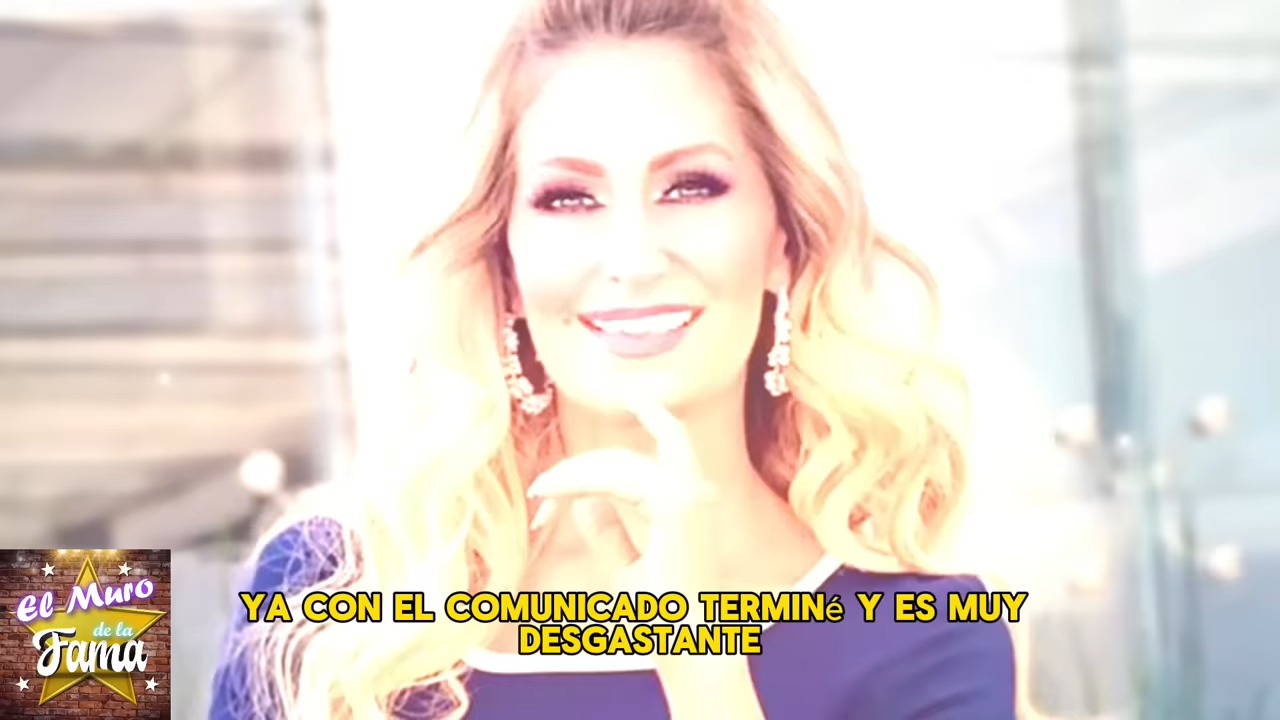 El Muro
de la
Fama
YA CON EL COMUNICADO TERMINé Y ES MUY
DESGASTANTE